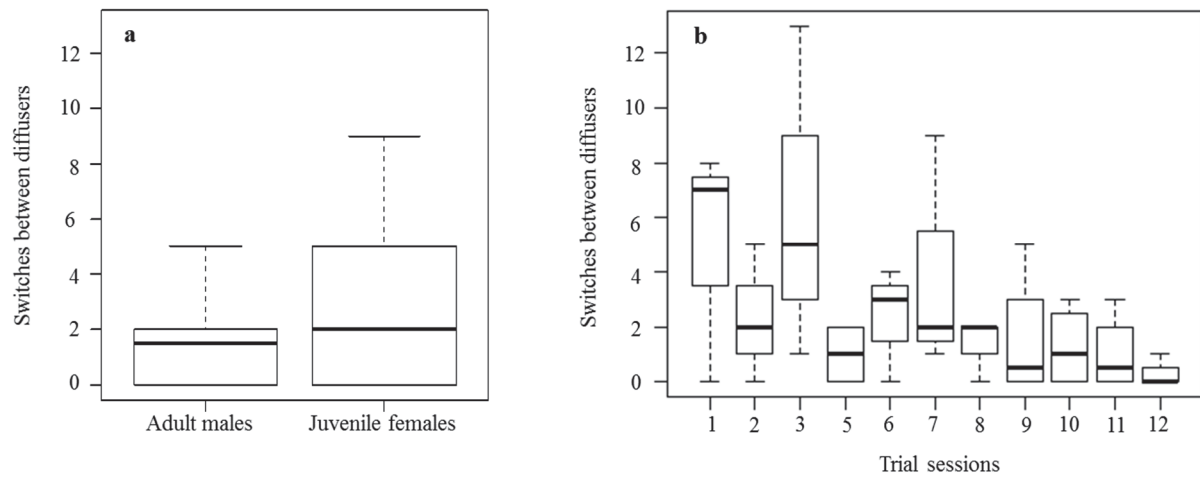 a
Switches between diffusers
12
10
8
6
4
2
0
Adult males Juvenile females
b
Switches between diffusers
12
10
8
6
4
2
0
1 2 3 5 6 7 8 9 10 11 12
Trial sessions